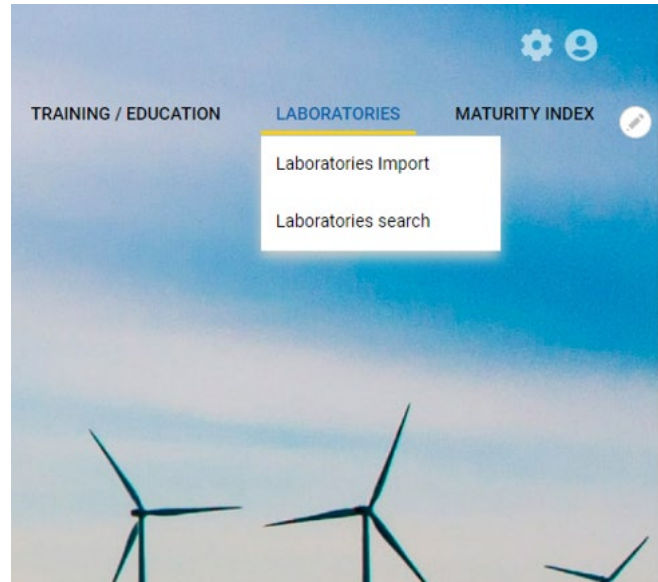 TRAINING / EDUCATION LABORATORIES MATURITY INDEX
Laboratories Import
Laboratories search